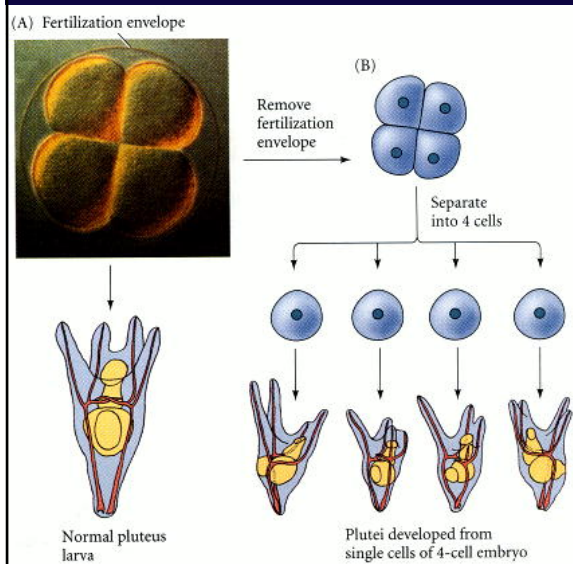 (A) Fertilization envelope
(B)
Remove
fertilization
envelope
Separate
into 4 cells
Normal pluteus
larva
Plutei developed from
single cells of 4-cell embryo